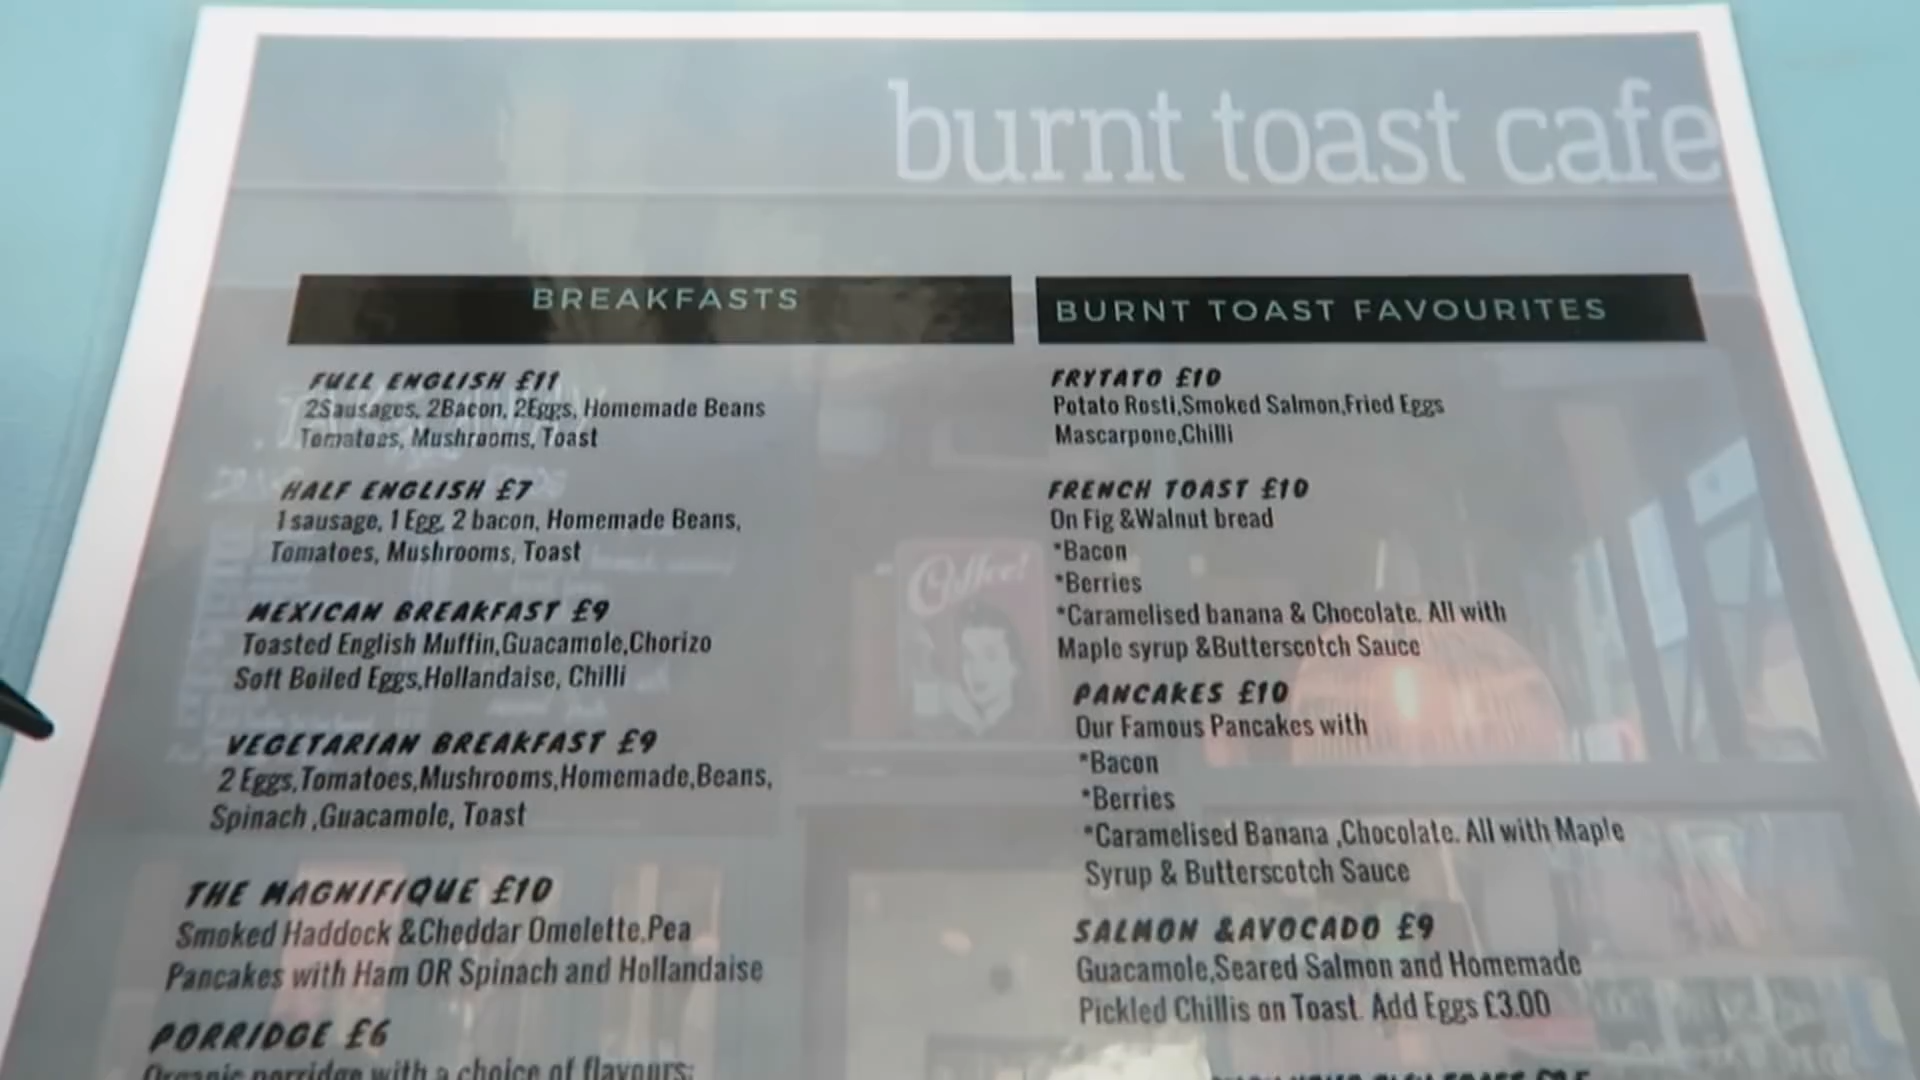 burnt toast cafe
BREAKFASTS
FULL ENGLISH £11
2Sausages, 2Bacon, 2Eggs, Homemade Beans
Tomatoes, Mushrooms, Toast
HALF ENGLISH £7
1 sausage, 1 Egg, 2 bacon, Homemade Beans,
Tomatoes, Mushrooms, Toast
MEXICAN BREAKFAST £9
Toasted English Muffin,Guacamole,Chorizo
Soft Boiled Eggs,Hollandaise, Chilli
VEGETARIAN BREAKFAST £9
2 Eggs,Tomatoes,Mushrooms,Homemade,Beans,
Spinach ,Guacamole, Toast
THE MAGNIFIQUE £10
Smoked Haddock &Cheddar Omelette,Pea
Pancakes with Ham OR Spinach and Hollandaise
PORRIDGE £6
Organic porridge with a choice of flavours:
BURNT TOAST FAVOURITES
FRYTATO £10
Potato Rosti,Smoked Salmon,Fried Eggs
Mascarpone,Chilli
FRENCH TOAST £10
On Fig &Walnut bread
*Bacon
*Berries
*Caramelised banana & Chocolate. All with
Maple syrup &Butterscotch Sauce
PANCAKES £10
Our Famous Pancakes with
*Bacon
*Berries
*Caramelised Banana ,Chocolate. All with Maple
Syrup & Butterscotch Sauce
SALMON &AVOCADO £9
Guacamole,Seared Salmon and Homemade
Pickled Chillis on Toast. Add Eggs £3.00
Coffee!